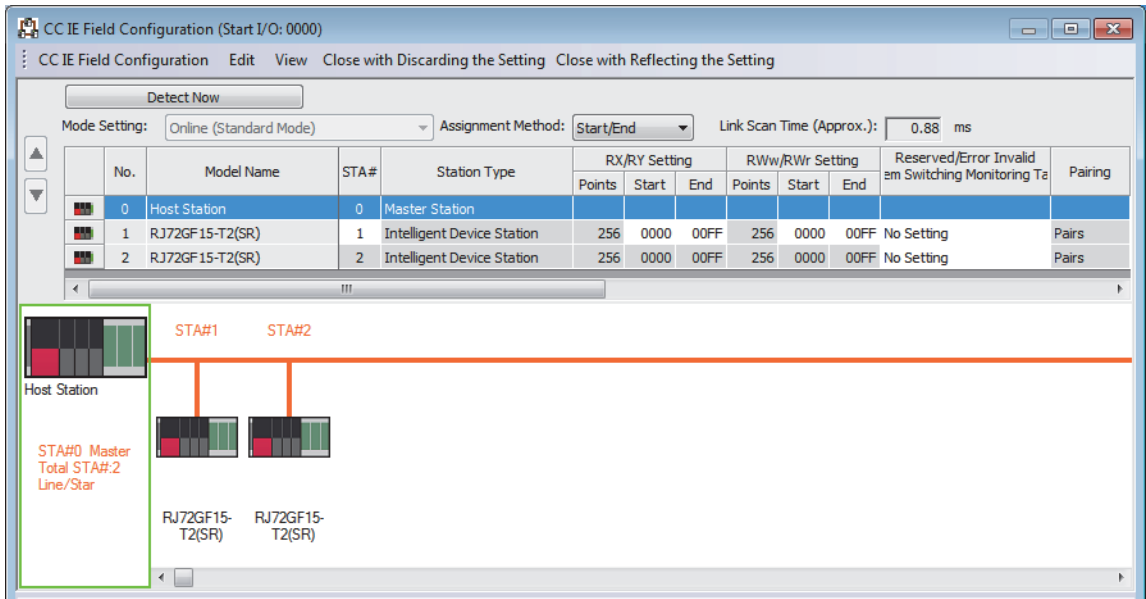 CC IE Field Configuration (Start I/O: 0000)
CC IE Field Configuration Edit View Close with Discarding the Setting Close with Reflecting the Setting
Detect Now
Mode Setting: Online (Standard Mode) Assignment Method: Start/End Link Scan Time (Approx.): 0.88 ms
No. Model Name STA# Station Type RX/RY Setting RWw/RWr Setting Reserved/Error Invalid Pairing
em Switching Monitoring Ta
Points Start End Points Start End
0 Host Station 0 Master Station
1 RJ72GF15-T2(SR) 1 Intelligent Device Station 256 0000 00FF 256 0000 00FF No Setting Pairs
2 RJ72GF15-T2(SR) 2 Intelligent Device Station 256 0000 00FF 256 0000 00FF No Setting Pairs
STA#1 STA#2
Host Station
STA#0 Master
Total STA#:2
Line/Star
RJ72GF15-
T2(SR)
RJ72GF15-
T2(SR)